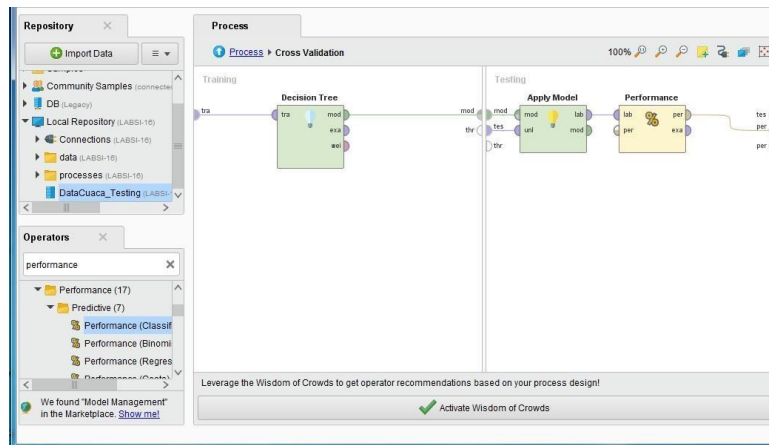 Repository
Import Data
Community Samples (connected
DB (Legacy)
Local Repository (LABSI-16)
Connections (LABSI-16)
data (LABSI-16)
processes (LABSI-16)
DataCuaca_Testing (LABSI-1
Operators
performance
Performance (17)
Predictive (7)
Performance (Classif
Performance (Binomi
Performance (Regres
We found "Model Management"
in the Marketplace. Show me!
Process
Process Cross Validation
100%
Training
Decision Tree
tra
tra mod
exa
wei
mod
thr
Testing
Apply Model
mod
tes
thr
mod lab
unl mod
Performance
lab per
per exa
tes
per
per
Leverage the Wisdom of Crowds to get operator recommendations based on your process design!
Activate Wisdom of Crowds